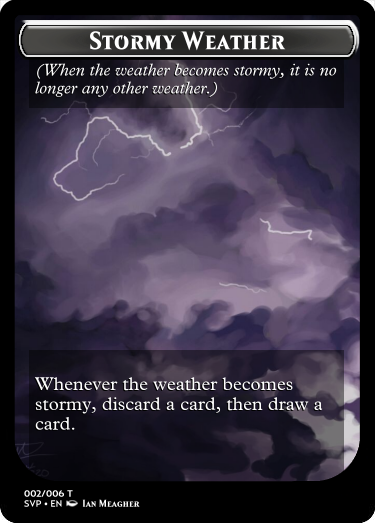 Stormy Weather
(When the weather becomes stormy, it is no
longer any other weather.)
Whenever the weather becomes
stormy, discard a card, then draw a
card.
002/006 T
SVP • EN Ian Meagher